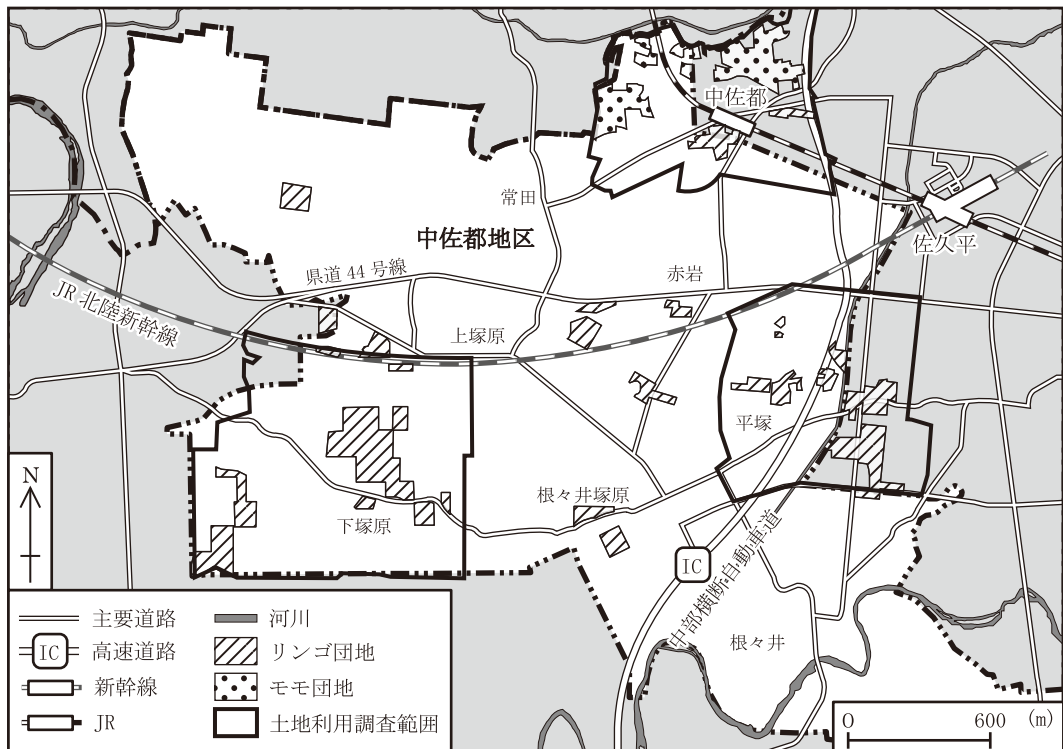 中佐都
常田
佐久平
中佐都地区
県道 44 号線
赤岩
JR 北陸新幹線
上塚原
平塚
根々井塚原
下塚原
IC
中部横断自動車道
根々井
N
主要道路
IC 高速道路
新幹線
JR
河川
リンゴ団地
モモ団地
土地利用調査範囲
0 600 (m)